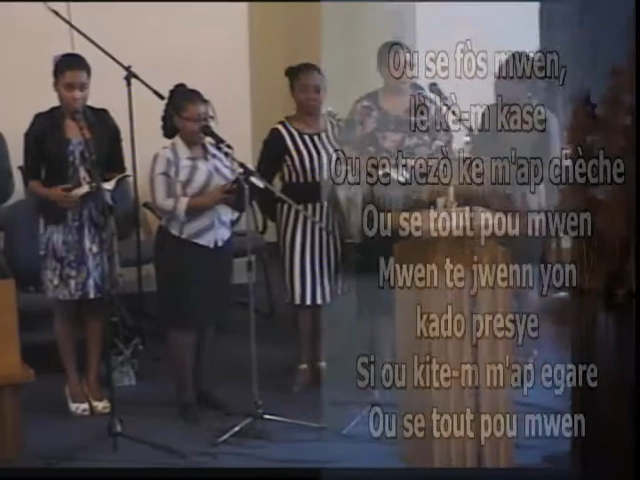 Ou se fòs mwen,
lè kè-m kase
Ou se trezò ke m'ap chèche
Ou se tout pou mwen
Mwen te jwenn yon
kado presye
Si ou kite-m m'ap egare
Ou se tout pou mwen